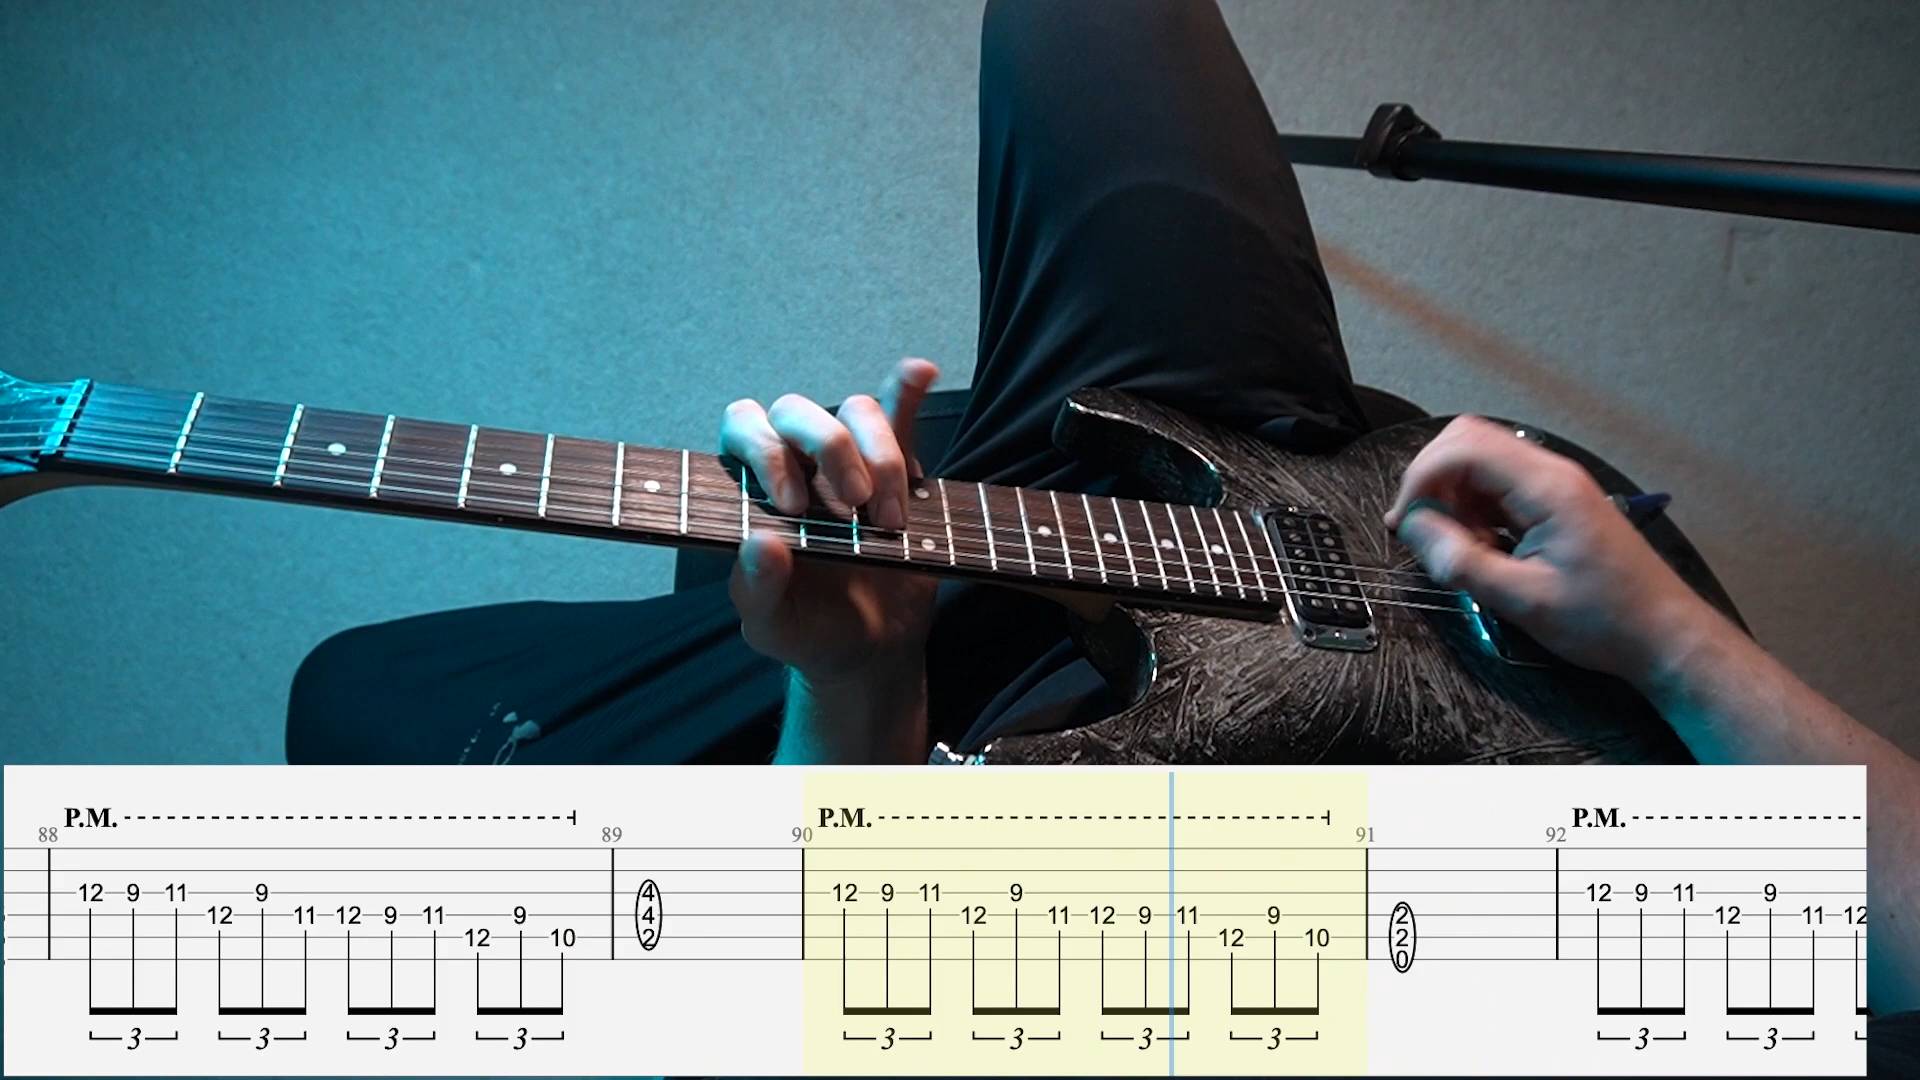 P.M. P.M. P.M.
88 89 90 91 92
12 9 11 9 4 12 9 11 9 12 9 11 9
12 11 12 9 11 9 4 12 11 12 9 11 9 2 12 11 12
12 10 2 12 10 2
0
3 3 3 3 3 3 3 3 3 3